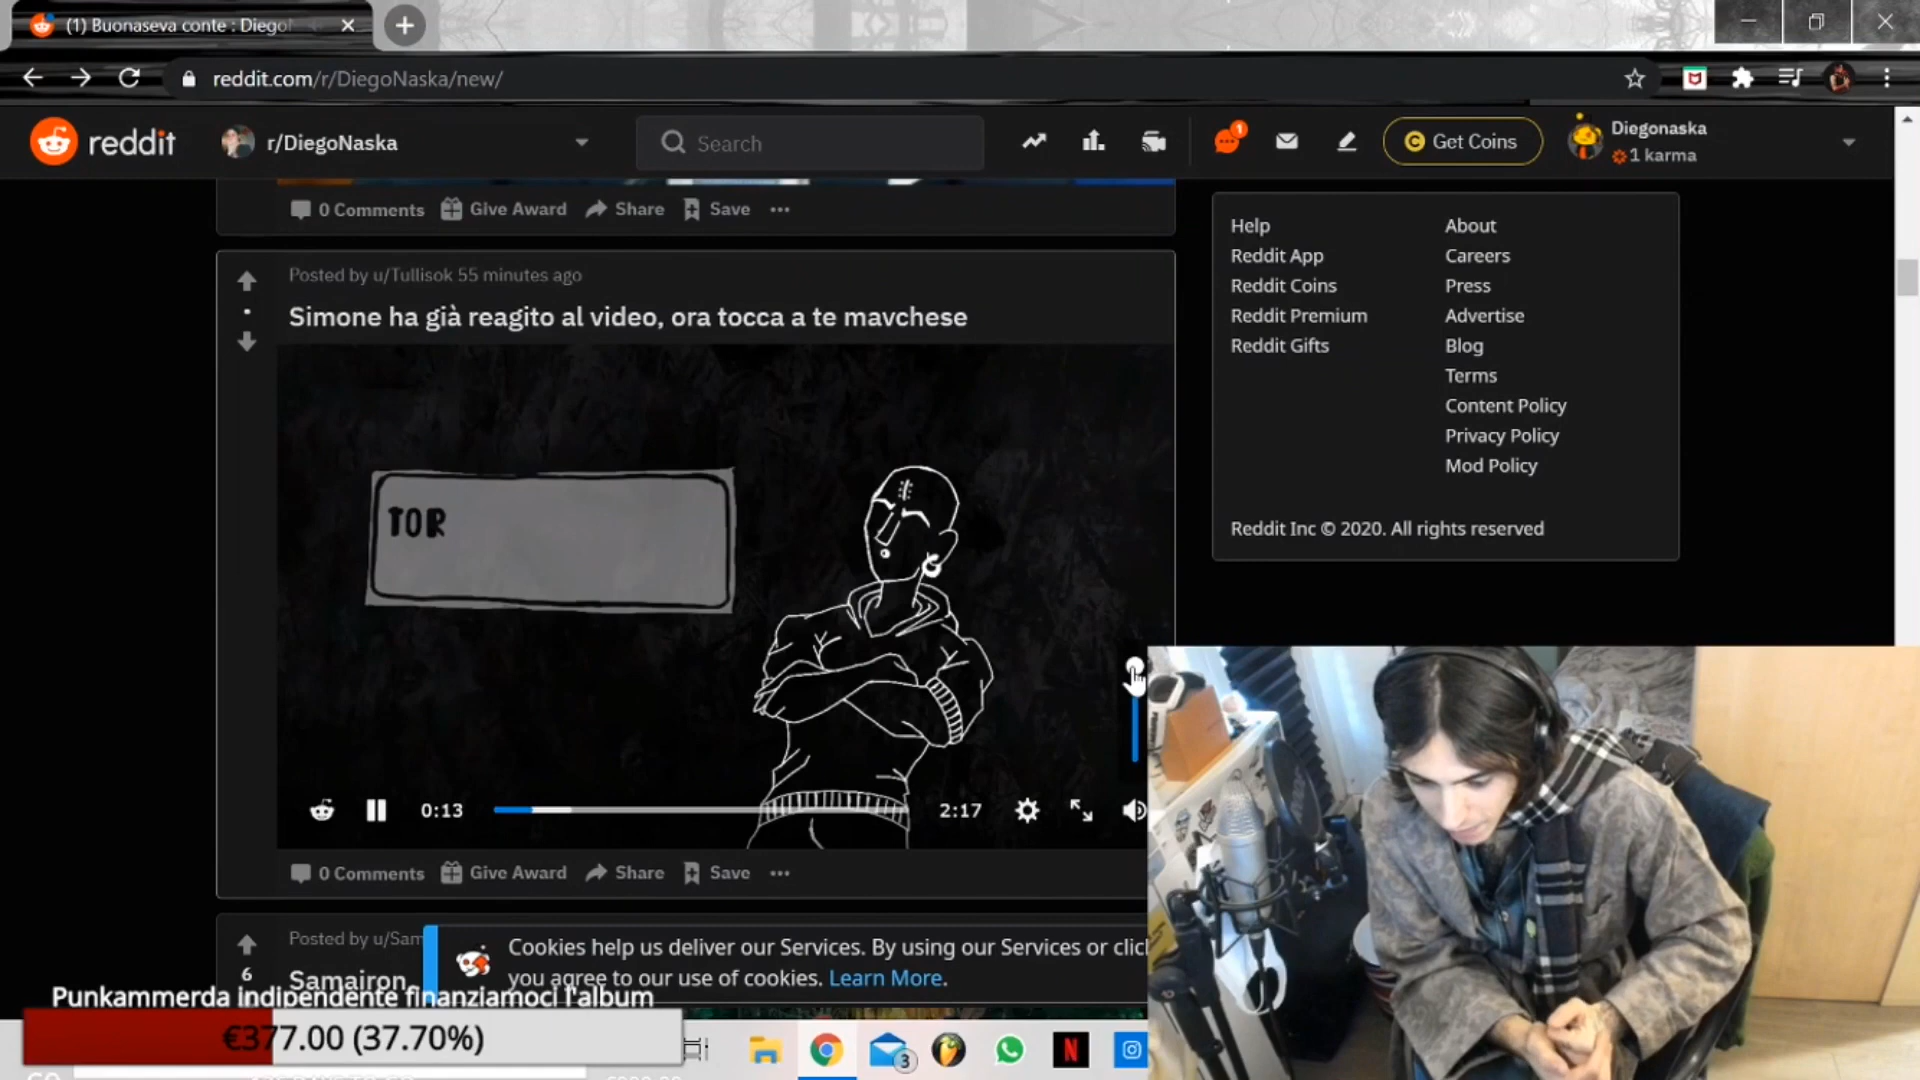 (1) Buonaseva conte : Diego
reddit.com/r/DiegoNaska/new/
reddit
r/DiegoNaska
Search
1
Get Coins
Diegonaska
1 karma
0 Comments
Give Award
Share
Save
Posted by u/Tullisok 55 minutes ago
Simone ha già reagito al video, ora tocca a te mavchese
TOR
0:13
2:17
0 Comments
Give Award
Share
Save
Help
About
Reddit App
Careers
Reddit Coins
Press
Reddit Premium
Advertise
Reddit Gifts
Blog
Terms
Content Policy
Privacy Policy
Mod Policy
Reddit Inc © 2020. All rights reserved
6
Posted by u/Sam
Samairon
Cookies help us deliver our Services. By using our Services or clic
you agree to our use of cookies. Learn More.
Punkammerda indipendente finanziamoci l'album
€377.00 (37.70%)
3
N